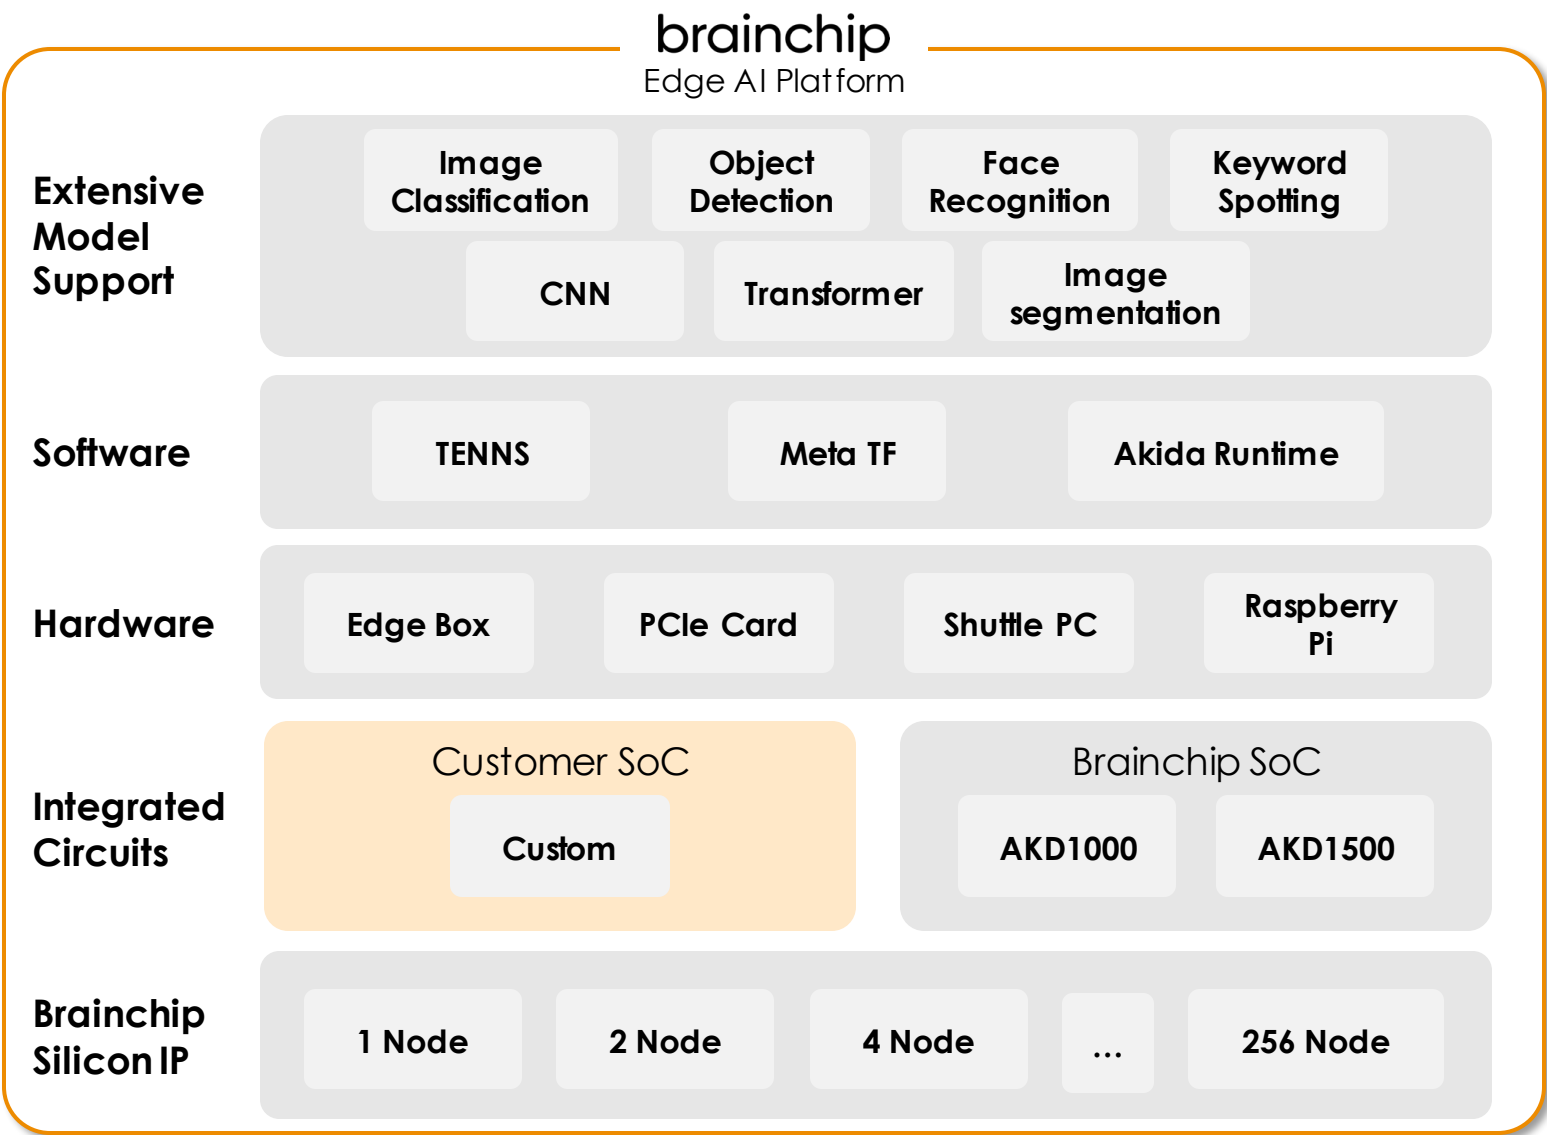 brainchip
Edge AI Platform
Extensive
Model
Support
Image
Classification
Object
Detection
Face
Recognition
Keyword
Spotting
CNN
Transformer
Image
segmentation
Software
TENNS
Meta TF
Akida Runtime
Hardware
Edge Box
PCIe Card
Shuttle PC
Raspberry
Pi
Integrated
Circuits
Customer SoC
Custom
Brainchip SoC
AKD1000
AKD1500
Brainchip
Silicon IP
1 Node
2 Node
4 Node
...
256 Node